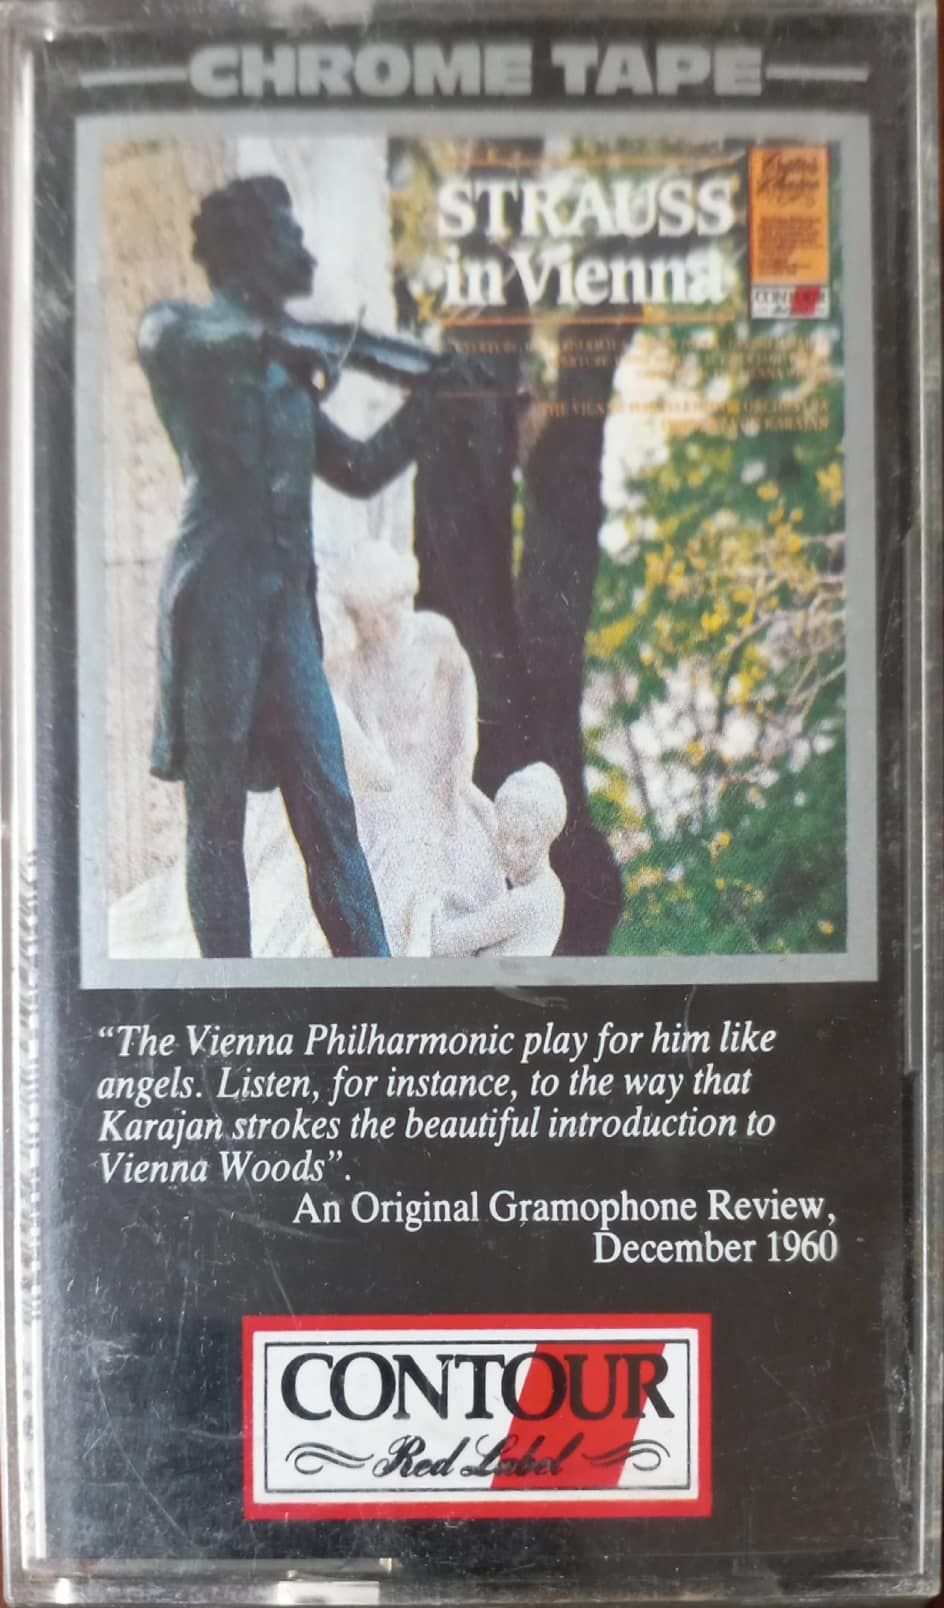 CHROME TAPE
STRAUSS
in Vienna
CONTOUR
“The Vienna Philharmonic play for him like
angels. Listen, for instance, to the way that
Karajan strokes the beautiful introduction to
Vienna Woods”.
An Original Gramophone Review,
December 1960
CONTOUR
Red Label